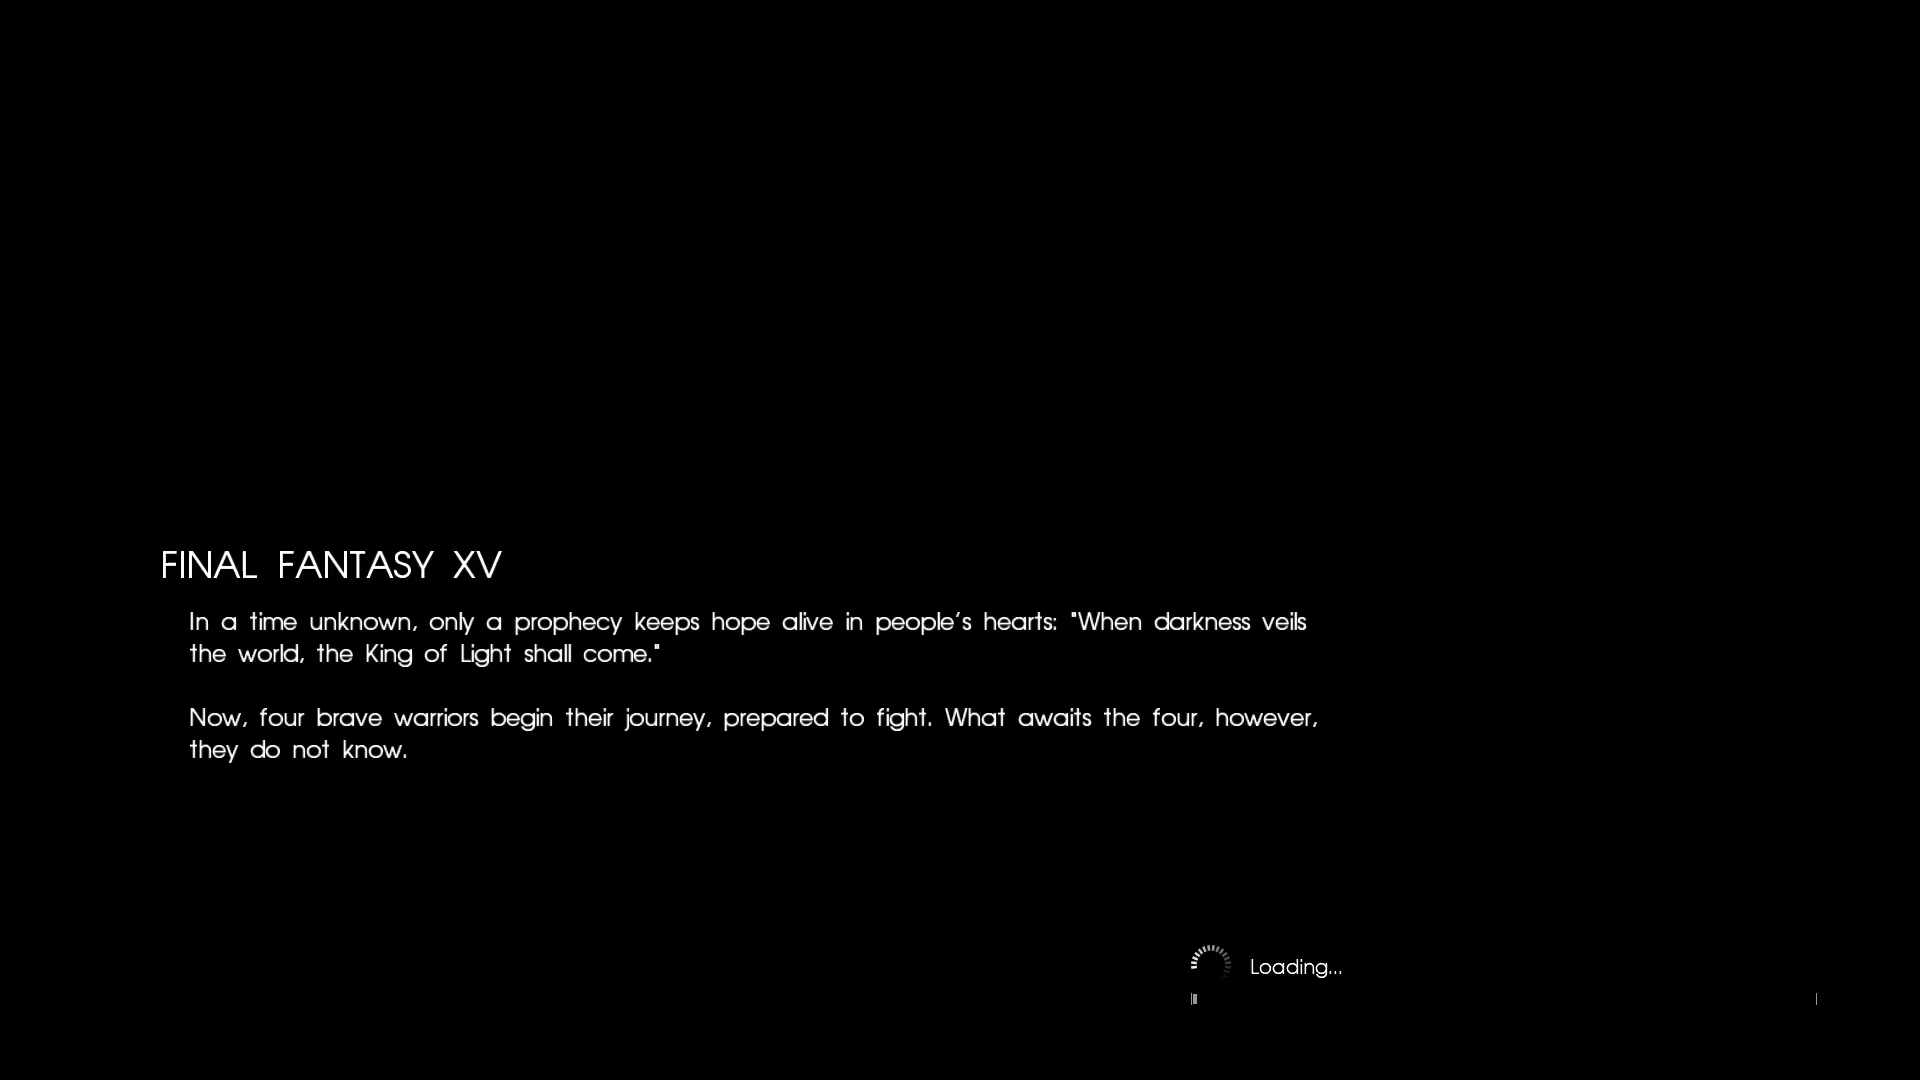 FINAL FANTASY XV
In a time unknown, only a prophecy keeps hope alive in people’s hearts: "When darkness veils
the world, the King of Light shall come."
Now, four brave warriors begin their journey, prepared to fight. What awaits the four, however,
they do not know.
Loading...